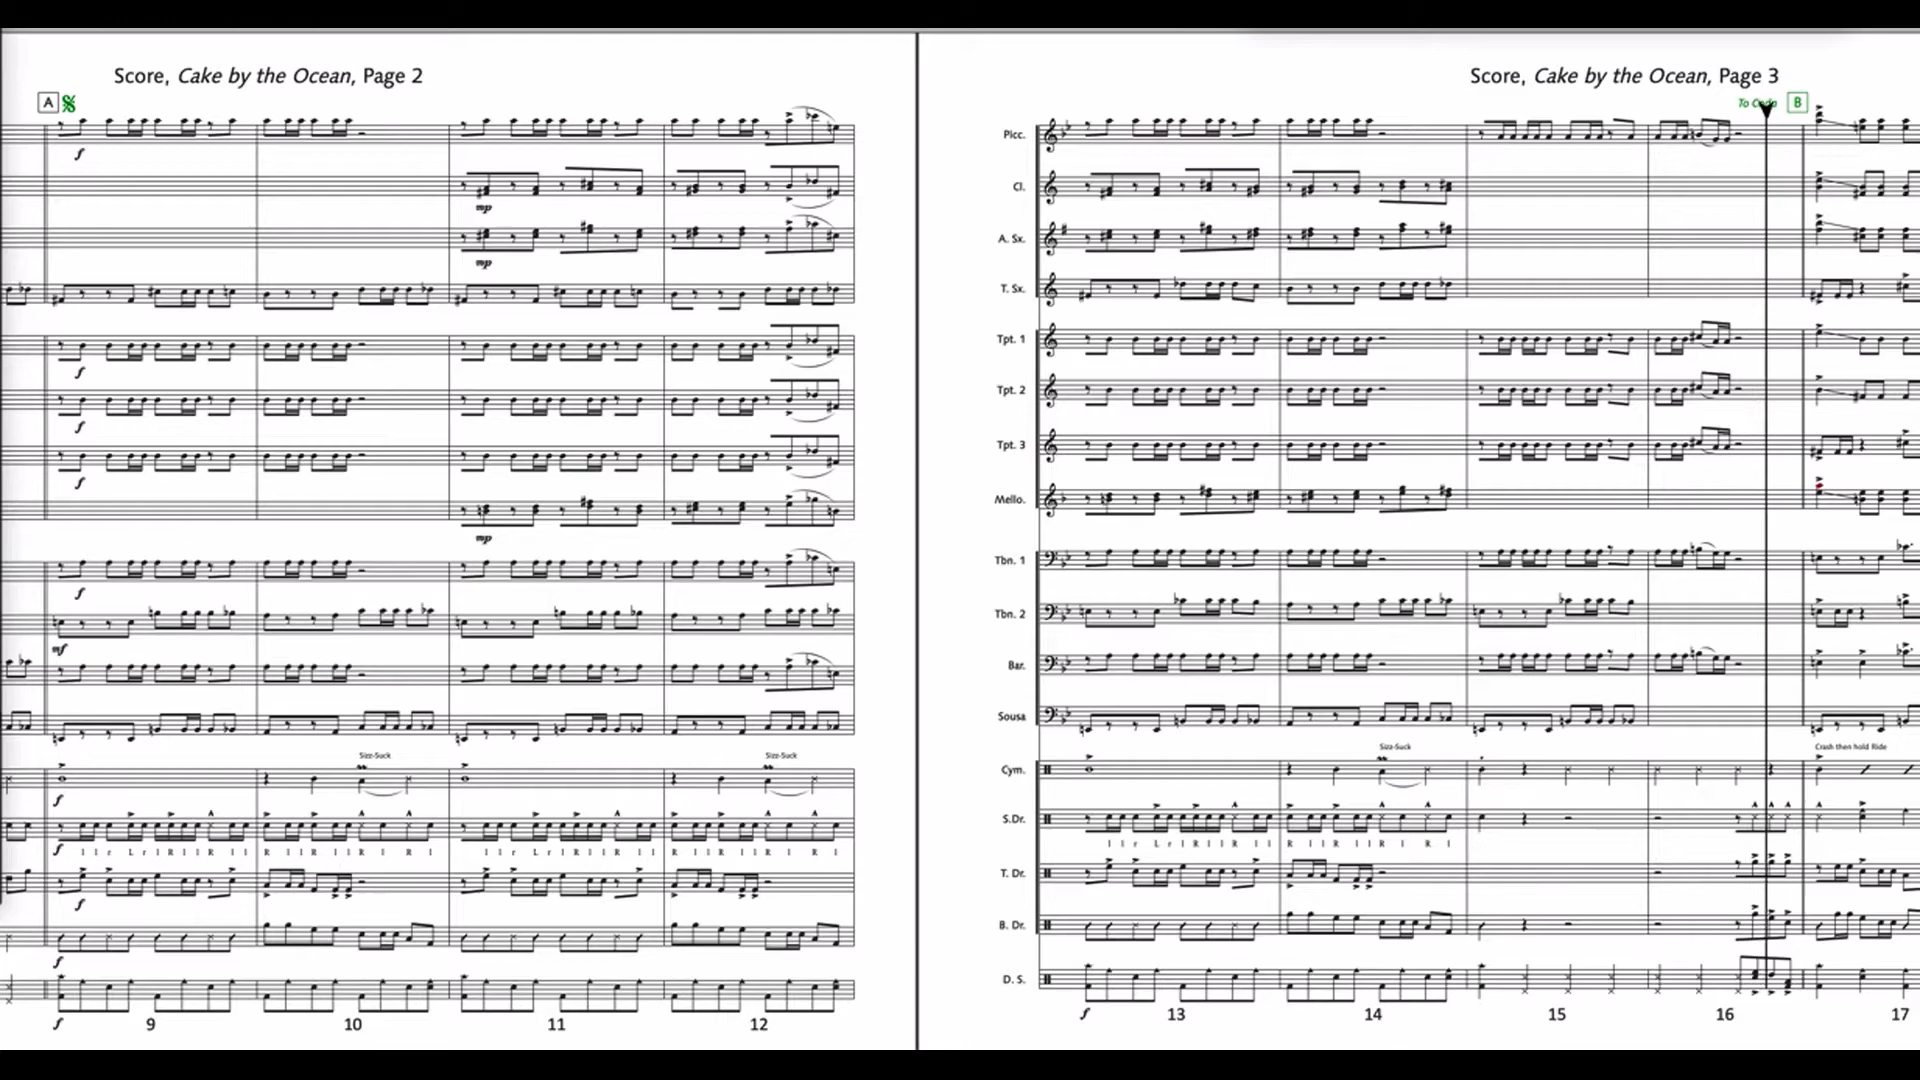 Score, Cake by the Ocean, Page 2
A
f
mp
mp
f
f
f
mp
f
mf
Sizz-Suck
Sizz-Suck
f
f
l l r L r l R l l R l l R l l R l l R l R l
l l r L r l R l l R l l R l l R l l R l R l
f
f
f
9 10 11 12
Score, Cake by the Ocean, Page 3
To Coda B
Picc.
Cl.
A. Sx.
T. Sx.
Tpt. 1
Tpt. 2
Tpt. 3
Mello.
Tbn. 1
Tbn. 2
Bar.
Sousa
Sizz-Suck
Crash then hold Ride
Cym.
S.Dr.
l l r L r l R l l R l l R l l R l l R l R l
T. Dr.
B. Dr.
D. S.
f
13 14 15 16 17